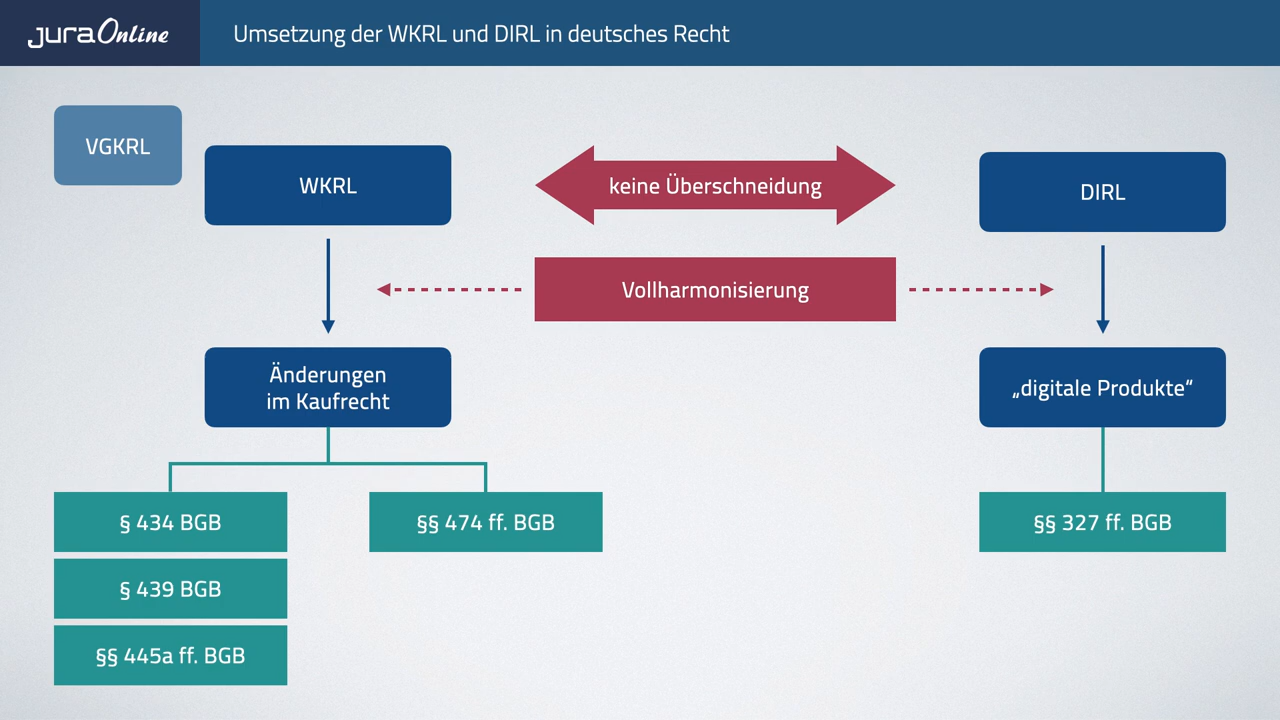 juraOnline
Umsetzung der WKRL und DIRL in deutsches Recht
VGKRL
WKRL
keine Überschneidung
DIRL
Vollharmonisierung
Änderungen
im Kaufrecht
„digitale Produkte“
§ 434 BGB
§§ 474 ff. BGB
§§ 327 ff. BGB
§ 439 BGB
§§ 445a ff. BGB